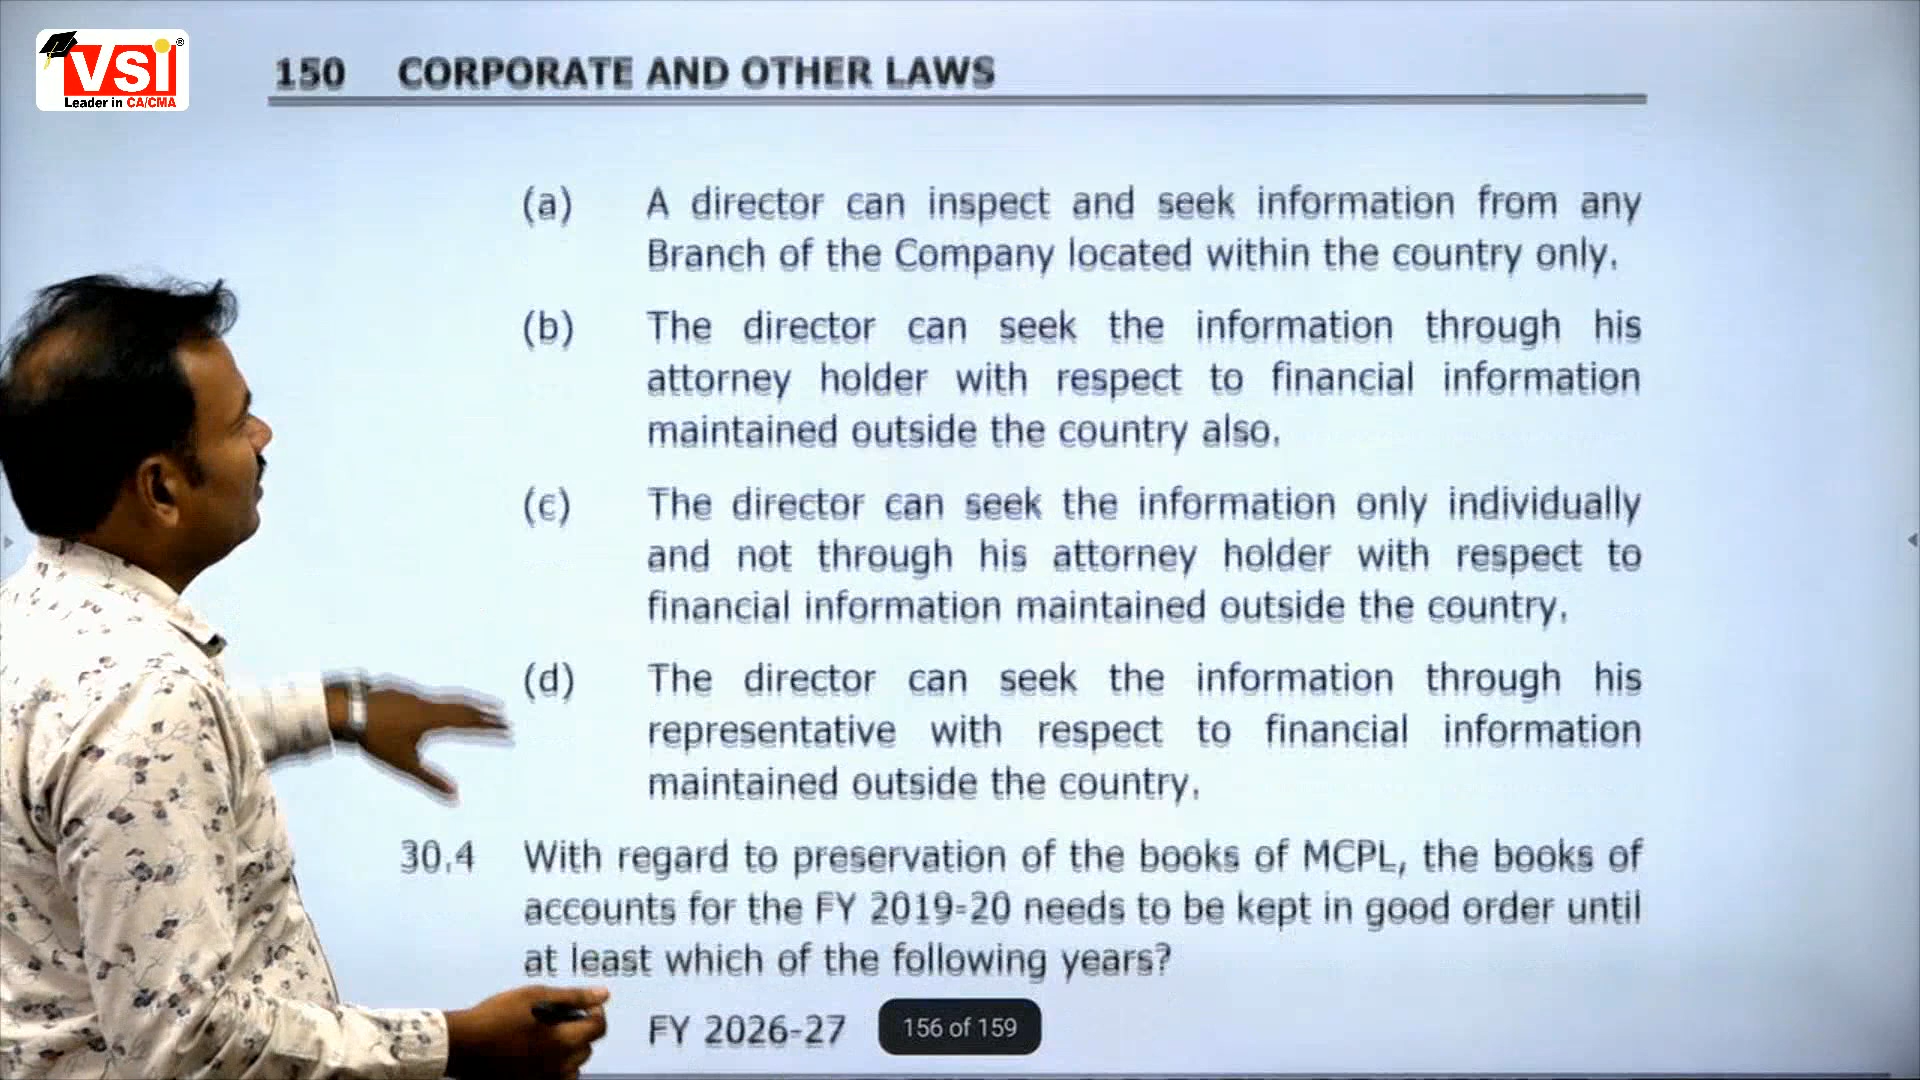 VSI®
Leader in CA/CMA
150 CORPORATE AND OTHER LAWS
(a) A director can inspect and seek information from any
Branch of the Company located within the country only.
(b) The director can seek the information through his
attorney holder with respect to financial information
maintained outside the country also.
(c) The director can seek the information only individually
and not through his attorney holder with respect to
financial information maintained outside the country.
(d) The director can seek the information through his
representative with respect to financial information
maintained outside the country.
30.4 With regard to preservation of the books of MCPL, the books of
accounts for the FY 2019-20 needs to be kept in good order until
at least which of the following years?
FY 2026-27
156 of 159